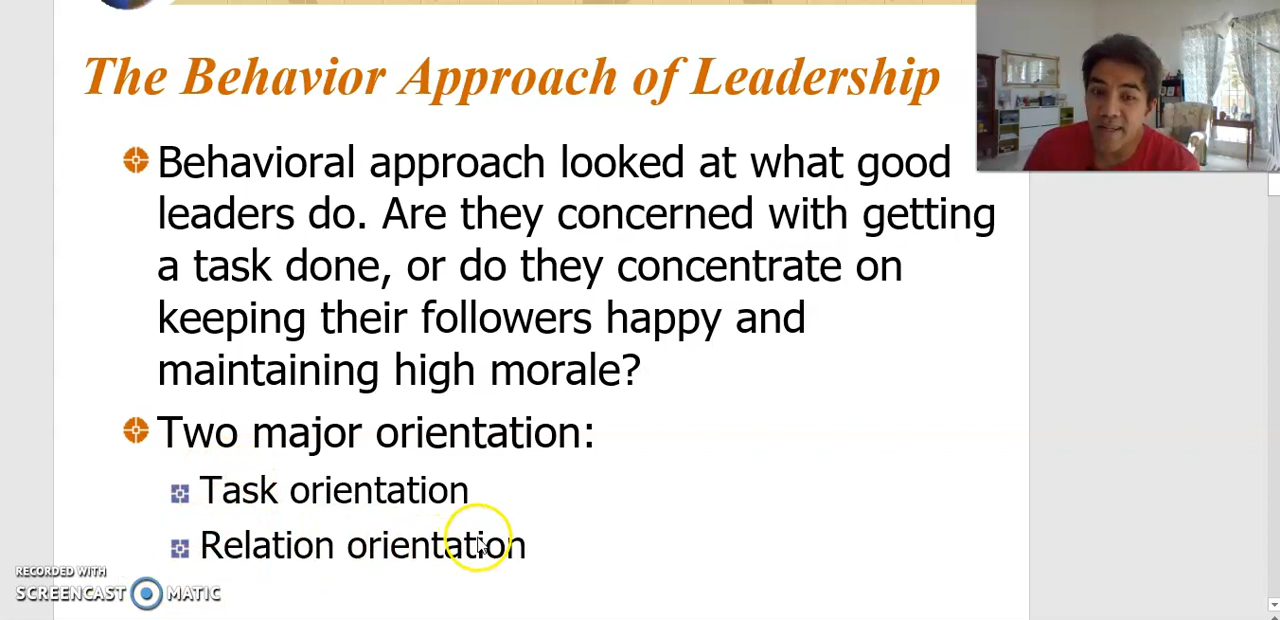 The Behavior Approach of Leadership
Behavioral approach looked at what good
leaders do. Are they concerned with getting
a task done, or do they concentrate on
keeping their followers happy and
maintaining high morale?
Two major orientation:
Task orientation
Relation orientation
RECORDED WITH
SCREENCAST MATIC